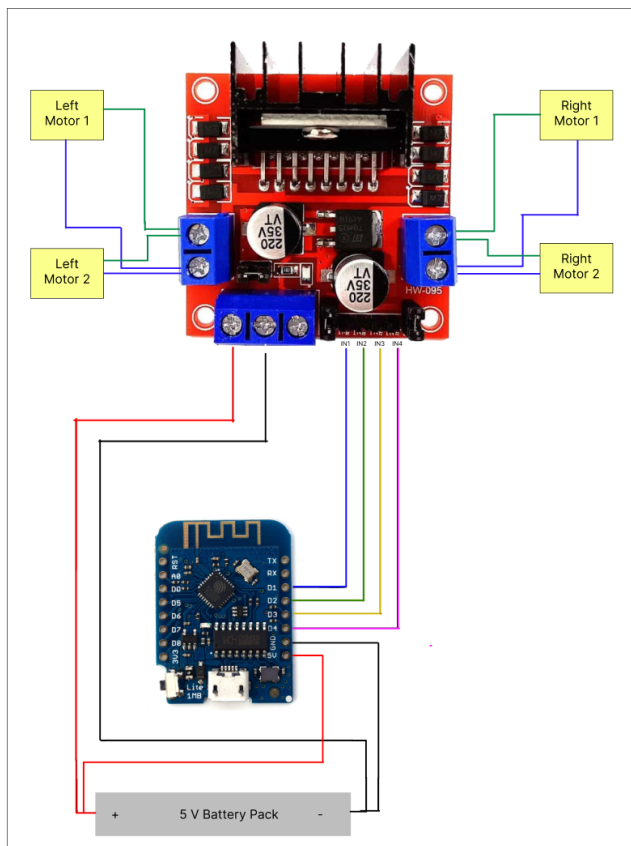 Left
Motor 1
Right
Motor 1
220
35V
VT
Left
Motor 2
Right
Motor 2
220
35V
VT
HW-095
IN1 IN2 IN3 IN4
RST
A0
D0
D5
D6
D7
D8
3V3
TX
RX
D1
D2
D3
D4
GND
5V
Lite
1MB
+ 5 V Battery Pack -